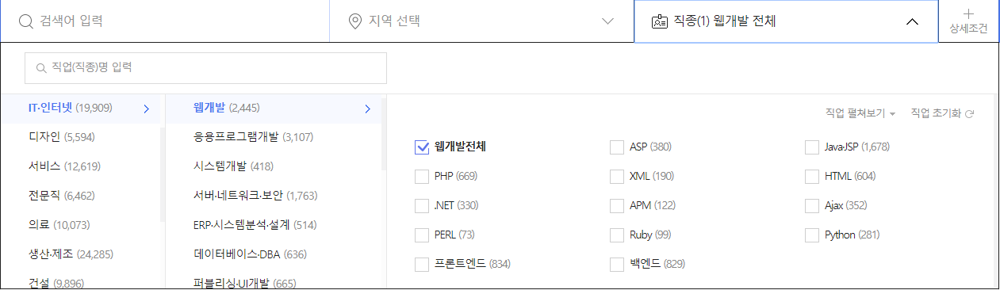 검색어 입력
지역 선택
직종(1) 웹개발 전체
상세조건
직업(직종)명 입력
IT·인터넷 (19,909)
디자인 (5,594)
서비스 (12,619)
전문직 (6,462)
의료 (10,073)
생산·제조 (24,285)
건설 (9,896)
웹개발 (2,445)
응용프로그램개발 (3,107)
시스템개발 (418)
서버·네트워크·보안 (1,763)
ERP·시스템분석·설계 (514)
데이터베이스·DBA (636)
퍼블리싱·UI개발 (665)
직업 펼쳐보기
직업 초기화
웹개발전체
ASP (380)
Java·JSP (1,678)
PHP (669)
XML (190)
HTML (604)
.NET (330)
APM (122)
Ajax (352)
PERL (73)
Ruby (99)
Python (281)
프론트엔드 (834)
백엔드 (829)